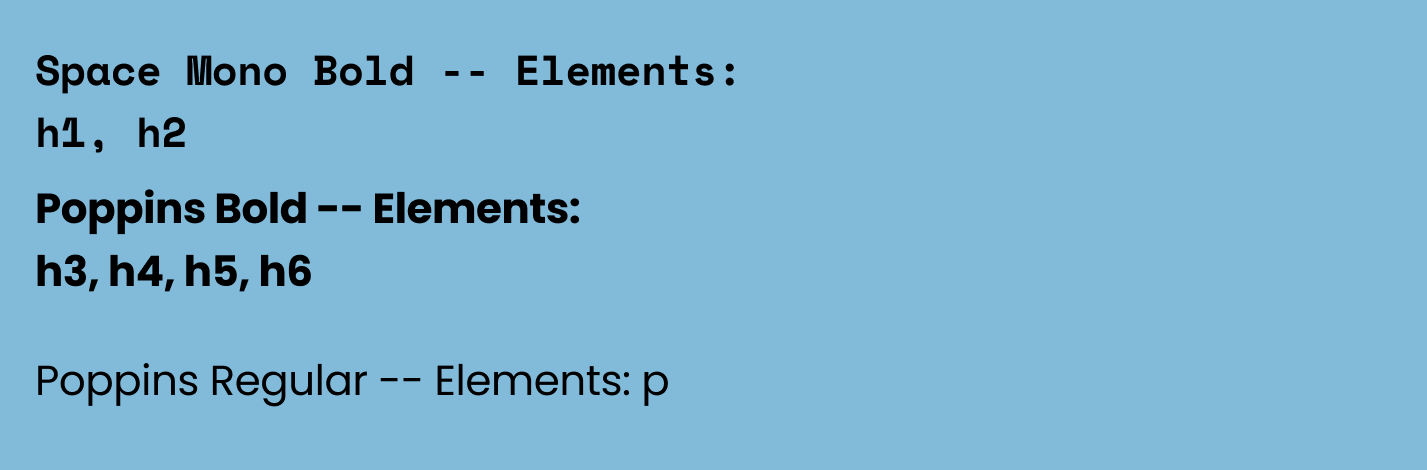 Space Mono Bold -- Elements:
h1, h2
Poppins Bold -- Elements:
h3, h4, h5, h6
Poppins Regular -- Elements: p